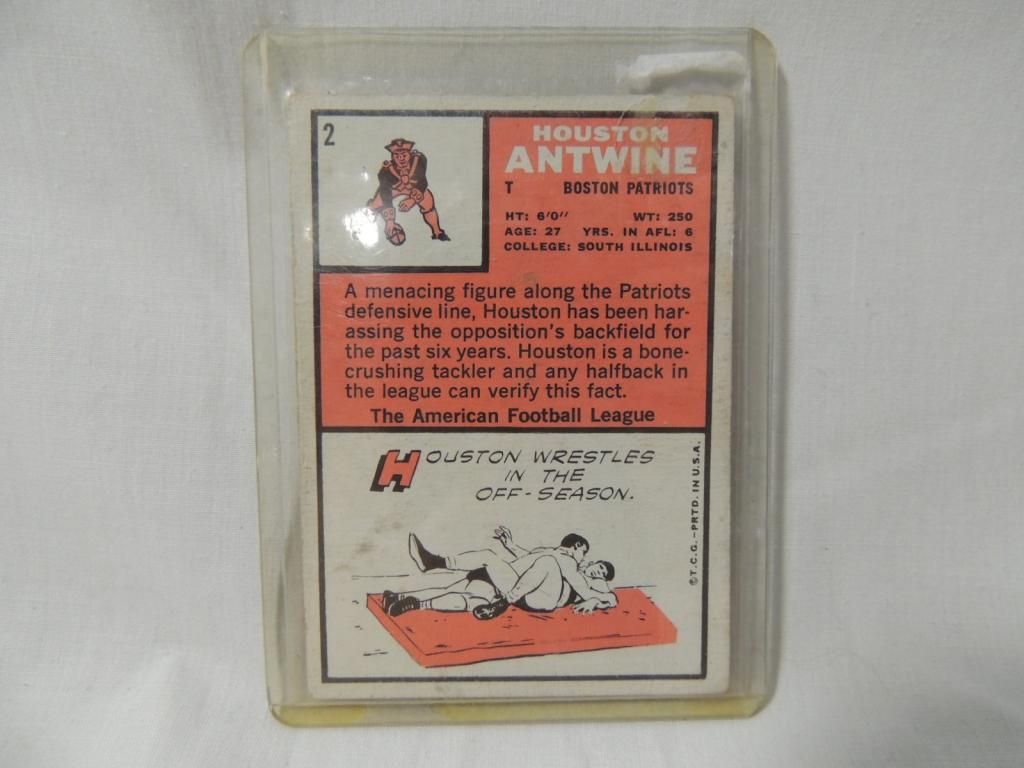 2
HOUSTON
ANTWINE
T BOSTON PATRIOTS
HT: 6'0'' WT: 250
AGE: 27 YRS. IN AFL: 6
COLLEGE: SOUTH ILLINOIS
A menacing figure along the Patriots
defensive line, Houston has been har-
assing the opposition's backfield for
the past six years. Houston is a bone-
crushing tackler and any halfback in
the league can verify this fact.
The American Football League
HOUSTON WRESTLES
IN THE
OFF-SEASON.
©T.C.G.-PRTD. IN U.S.A.